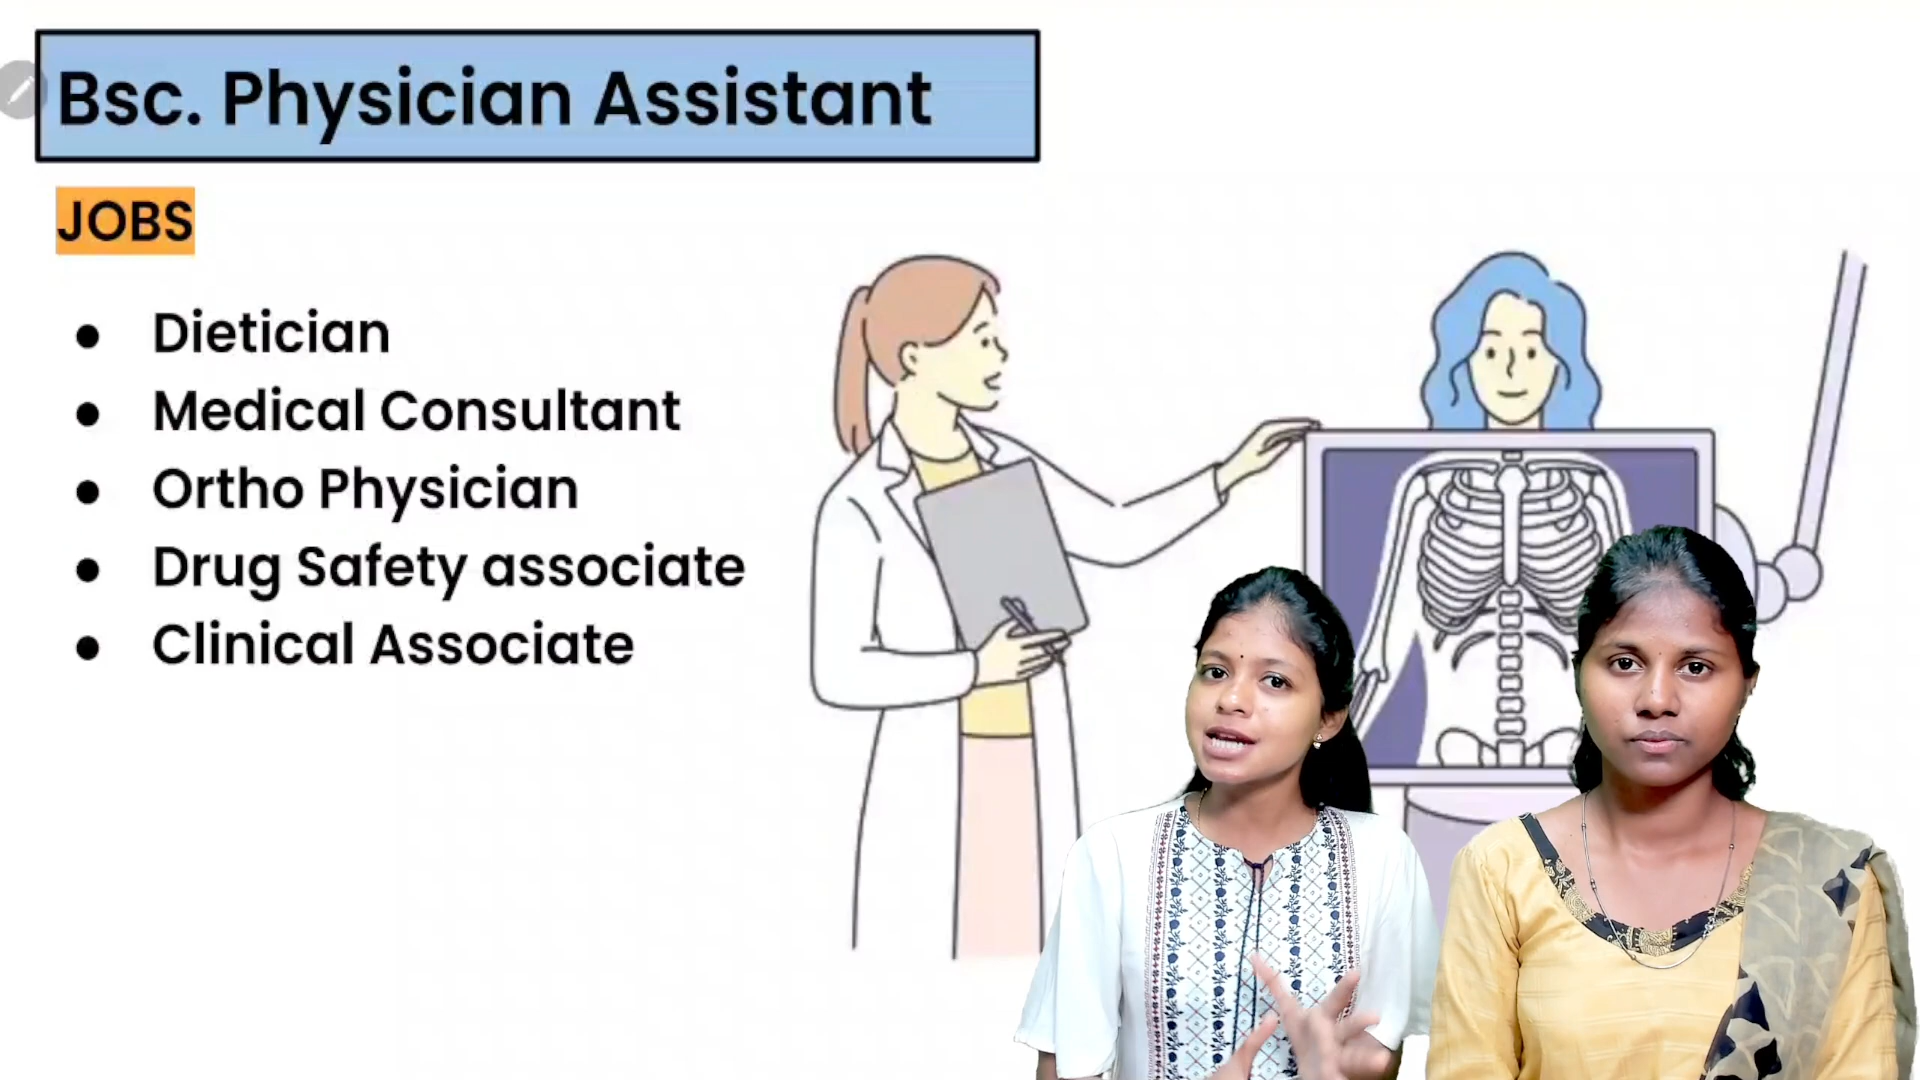 Bsc. Physician Assistant
JOBS
● Dietician
● Medical Consultant
● Ortho Physician
● Drug Safety associate
● Clinical Associate